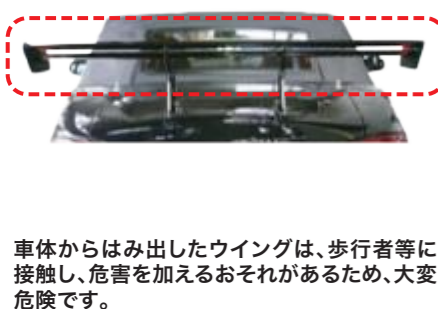 車体からはみ出したウイングは、歩行者等に
接触し、危害を加えるおそれがあるため、大変
危険です。